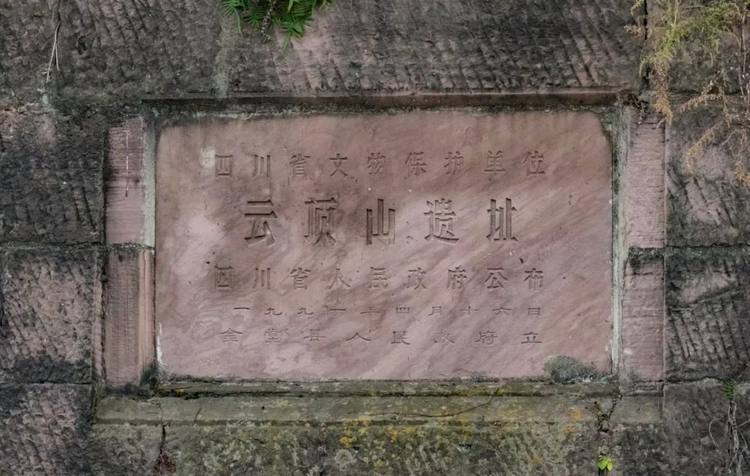 四川省文物保护单位
云顶山遗址
四川省人民政府公布
一九九一年四月十六日
金堂县人民政府立